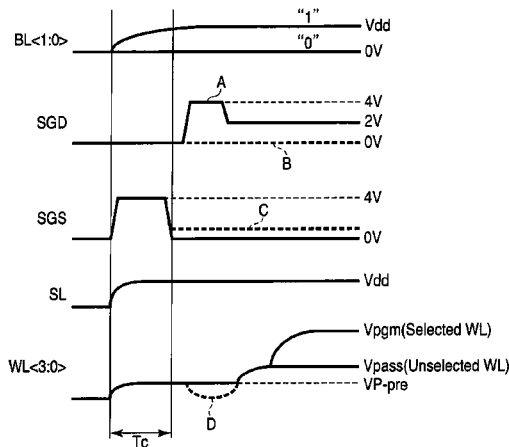 "1"
Vdd
BL<1:0>
"0"
0V
A
4V
SGD
2V
0V
B
4V
SGS
C
0V
SL
Vdd
Vpgm(Selected WL)
WL<3:0>
Vpass(Unselected WL)
VP-pre
D
Tc